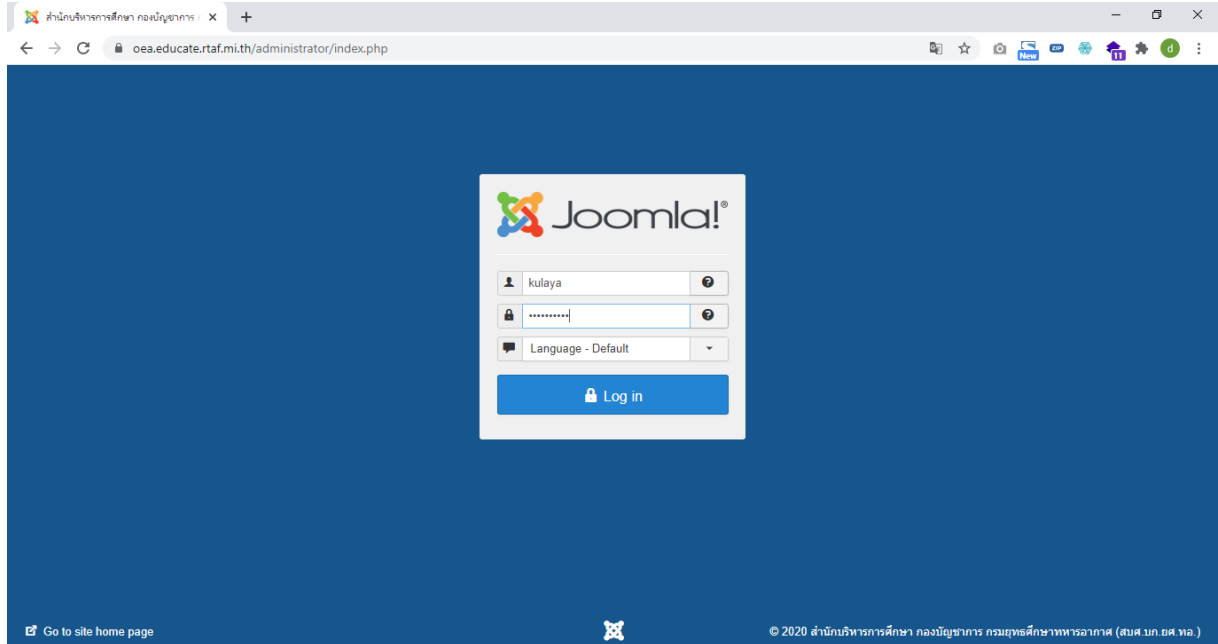 สำนักบริหารการศึกษา กองบัญชาการ
oea.educate.rtaf.mi.th/administrator/index.php
New
ZIP
11
d
Joomla!®
kulaya
Language - Default
Log in
Go to site home page
© 2020 สำนักบริหารการศึกษา กองบัญชาการ กรมยุทธศึกษาทหารอากาศ (สบศ.บก.ยศ.ทอ.)